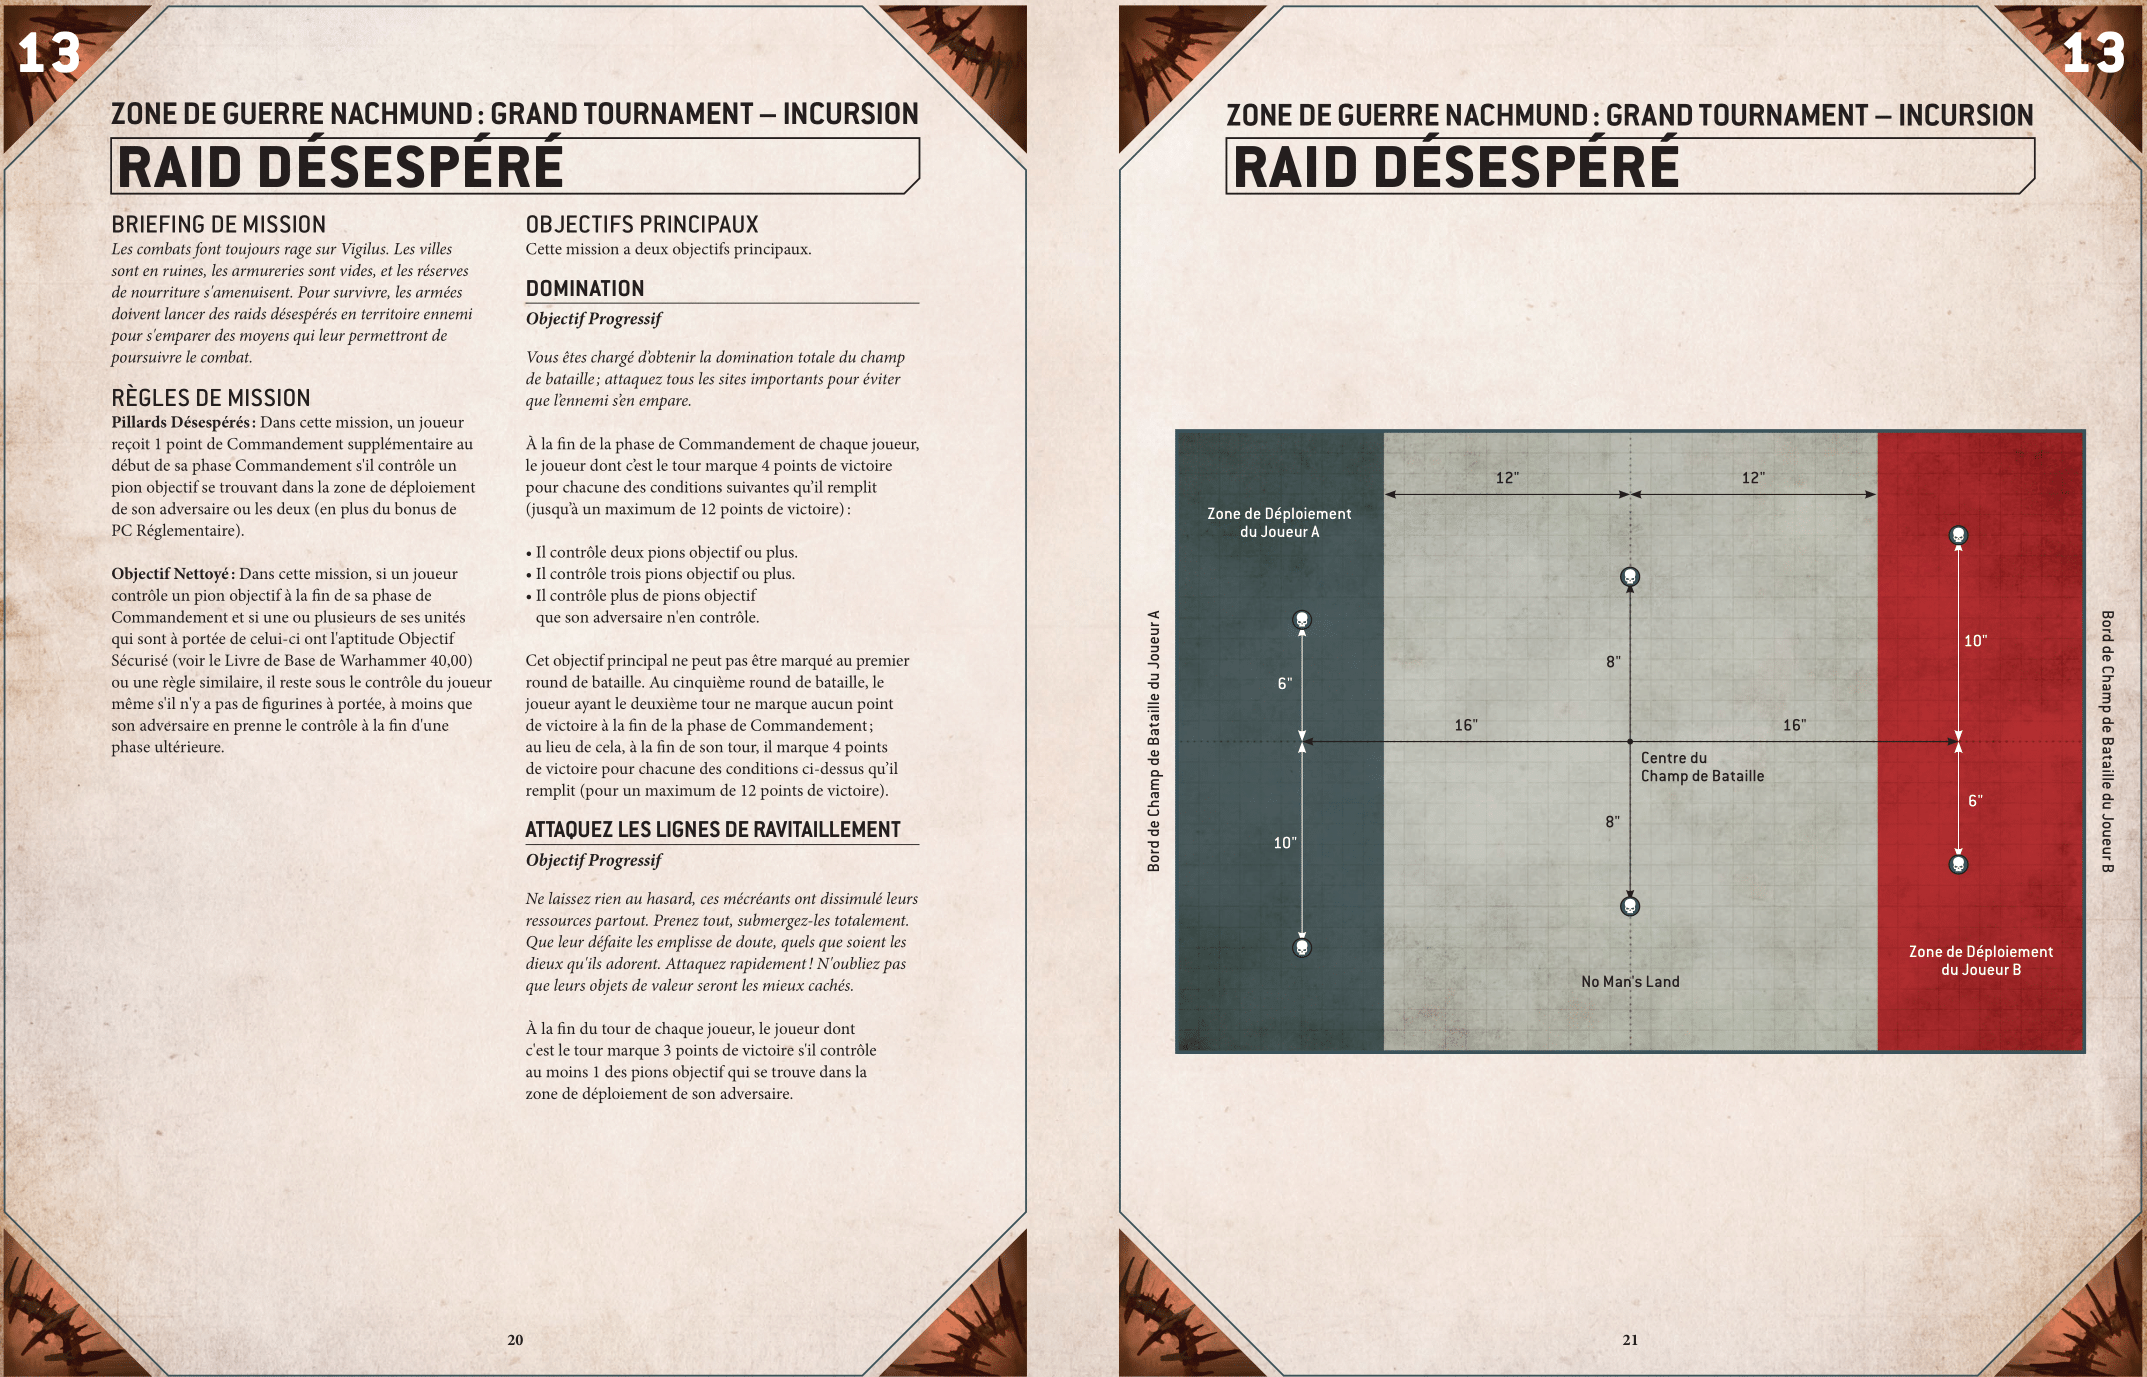 13
ZONE DE GUERRE NACHMUND : GRAND TOURNAMENT – INCURSION
RAID DÉSESPÉRÉ
BRIEFING DE MISSION
Les combats font toujours rage sur Vigilus. Les villes
sont en ruines, les armureries sont vides, et les réserves
de nourriture s'amenuisent. Pour survivre, les armées
doivent lancer des raids désespérés en territoire ennemi
pour s'emparer des moyens qui leur permettront de
poursuivre le combat.
RÈGLES DE MISSION
Pillards Désespérés : Dans cette mission, un joueur
reçoit 1 point de Commandement supplémentaire au
début de sa phase Commandement s'il contrôle un
pion objectif se trouvant dans la zone de déploiement
de son adversaire ou les deux (en plus du bonus de
PC Réglementaire).
Objectif Nettoyé : Dans cette mission, si un joueur
contrôle un pion objectif à la fin de sa phase de
Commandement et si une ou plusieurs de ses unités
qui sont à portée de celui-ci ont l'aptitude Objectif
Sécurisé (voir le Livre de Base de Warhammer 40,00)
ou une règle similaire, il reste sous le contrôle du joueur
même s'il n'y a pas de figurines à portée, à moins que
son adversaire en prenne le contrôle à la fin d'une
phase ultérieure.
OBJECTIFS PRINCIPAUX
Cette mission a deux objectifs principaux.
DOMINATION
Objectif Progressif
Vous êtes chargé d’obtenir la domination totale du champ
de bataille ; attaquez tous les sites importants pour éviter
que l’ennemi s’en empare.
À la fin de la phase de Commandement de chaque joueur,
le joueur dont c’est le tour marque 4 points de victoire
pour chacune des conditions suivantes qu’il remplit
(jusqu’à un maximum de 12 points de victoire) :
• Il contrôle deux pions objectif ou plus.
• Il contrôle trois pions objectif ou plus.
• Il contrôle plus de pions objectif
que son adversaire n'en contrôle.
Cet objectif principal ne peut pas être marqué au premier
round de bataille. Au cinquième round de bataille, le
joueur ayant le deuxième tour ne marque aucun point
de victoire à la fin de la phase de Commandement ;
au lieu de cela, à la fin de son tour, il marque 4 points
de victoire pour chacune des conditions ci-dessus qu’il
remplit (pour un maximum de 12 points de victoire).
ATTAQUEZ LES LIGNES DE RAVITAILLEMENT
Objectif Progressif
Ne laissez rien au hasard, ces mécréants ont dissimulé leurs
ressources partout. Prenez tout, submergez-les totalement.
Que leur défaite les emplisse de doute, quels que soient les
dieux qu'ils adorent. Attaquez rapidement ! N'oubliez pas
que leurs objets de valeur seront les mieux cachés.
À la fin du tour de chaque joueur, le joueur dont
c'est le tour marque 3 points de victoire s'il contrôle
au moins 1 des pions objectif qui se trouve dans la
zone de déploiement de son adversaire.
20
13
ZONE DE GUERRE NACHMUND : GRAND TOURNAMENT – INCURSION
RAID DÉSESPÉRÉ
12"
12"
Zone de Déploiement
du Joueur A
Bord de Champ de Bataille du Joueur A
6"
8"
10"
16"
16"
Centre du
Champ de Bataille
10"
8"
6"
Bord de Champ de Bataille du Joueur B
Zone de Déploiement
du Joueur B
No Man's Land
21